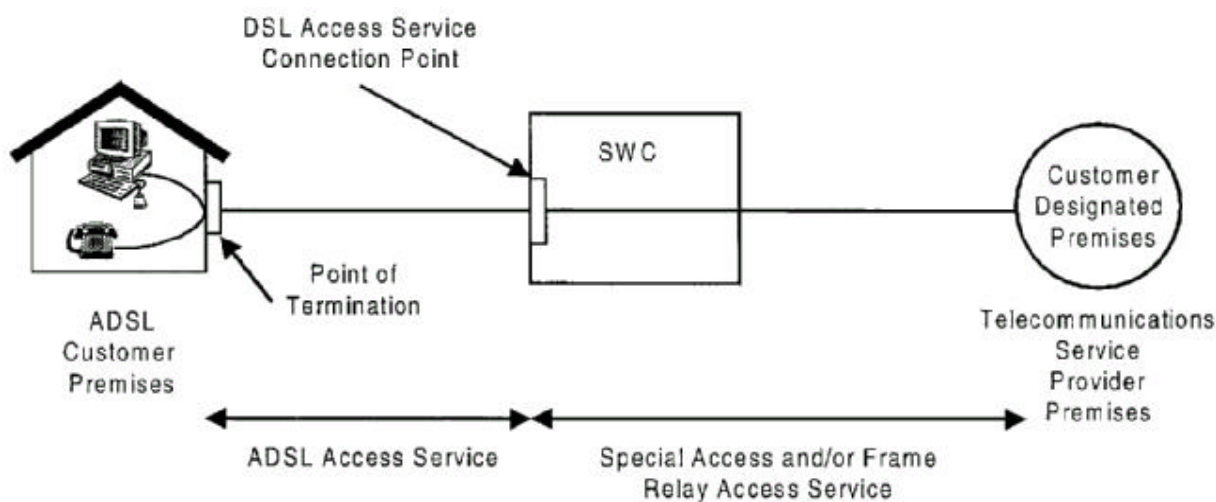 DSL Access Service
Connection Point
SWC
Customer
Designated
Premises
Point of
Termination
ADSL
Customer
Premises
Telecommunications
Service
Provider
Premises
ADSL Access Service
Special Access and/or Frame
Relay Access Service